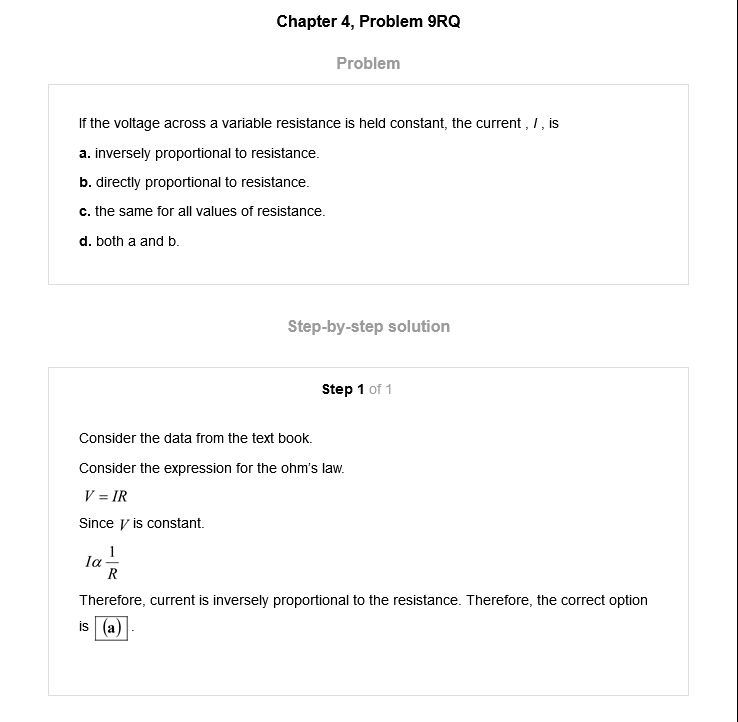 Chapter 4, Problem 9RQ
Problem
If the voltage across a variable resistance is held constant, the current , I , is
a. inversely proportional to resistance.
b. directly proportional to resistance.
c. the same for all values of resistance.
d. both a and b.
Step-by-step solution
Step 1 of 1
Consider the data from the text book.
Consider the expression for the ohm's law.
V = IR
Since V is constant.
Iα 1/R
Therefore, current is inversely proportional to the resistance. Therefore, the correct option
is (a) .